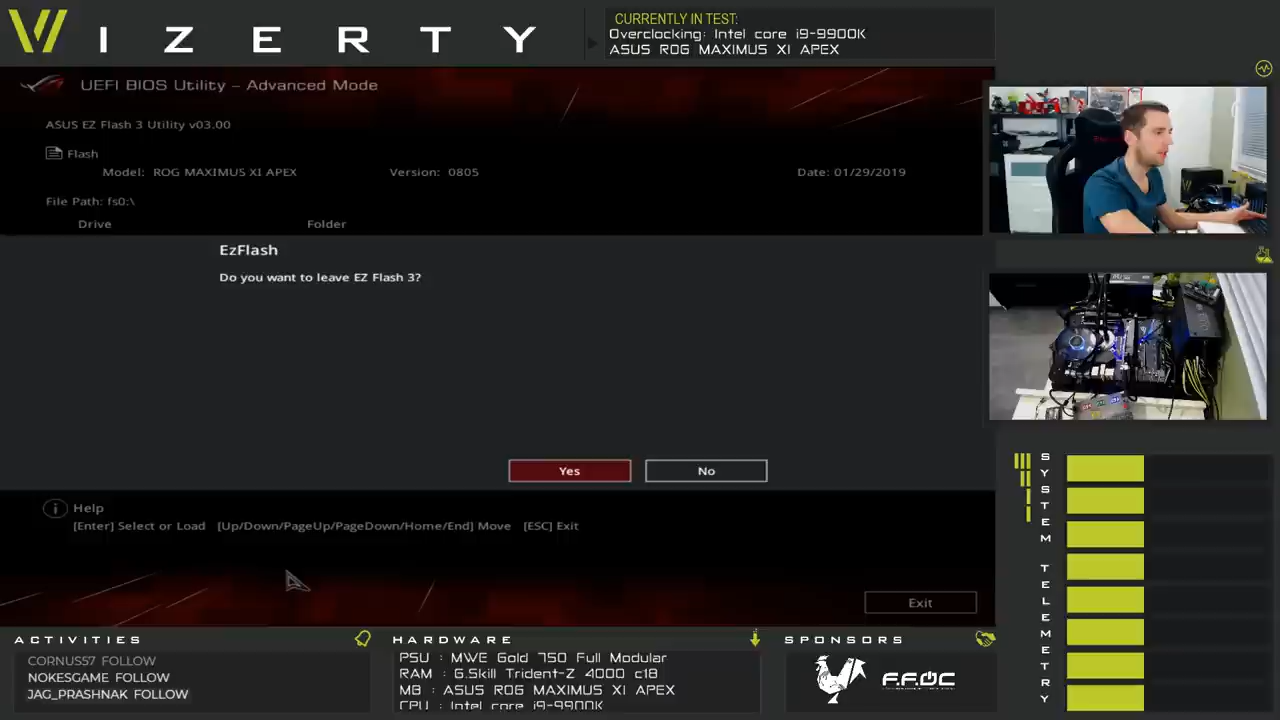 WIZERTY
CURRENTLY IN TEST:
Overclocking: Intel core i9-9900K
ASUS ROG MAXIMUS XI APEX
UEFI BIOS Utility – Advanced Mode
ASUS EZ Flash 3 Utility v03.00
Flash
Model: ROG MAXIMUS XI APEX Version: 0805 Date: 01/29/2019
File Path: fs0:\
Drive Folder
EzFlash
Do you want to leave EZ Flash 3?
Yes No
Help
[Enter] Select or Load [Up/Down/PageUp/PageDown/Home/End] Move [ESC] Exit
Exit
SYSTEM TELEMETRY
ACTIVITIES
CORNUS57 FOLLOW
NOKESGAME FOLLOW
JAG_PRASHNAK FOLLOW
HARDWARE
PSU : MWE Gold 750 Full Modular
RAM : G.Skill Trident-Z 4000 c18
MB : ASUS ROG MAXIMUS XI APEX
CPU : Intel core i9-9900K
SPONSORS
F.F.OC